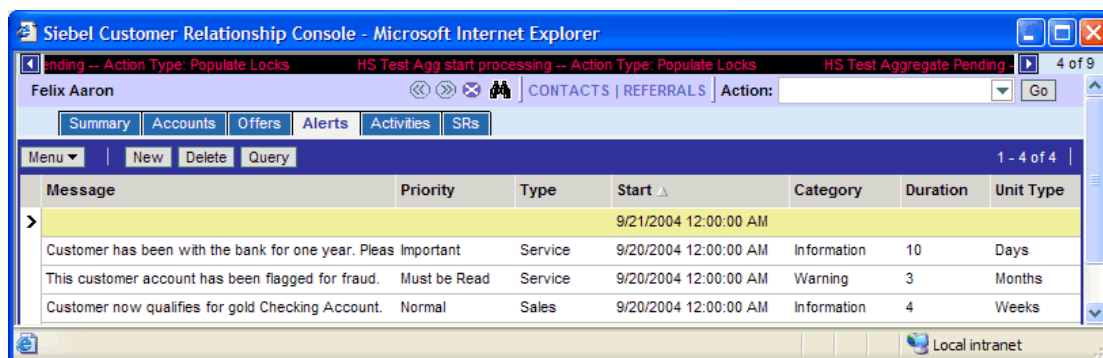 Siebel Customer Relationship Console - Microsoft Internet Explorer
ending -- Action Type: Populate Locks HS Test Agg start processing -- Action Type: Populate Locks HS Test Aggregate Pending - 4 of 9
Felix Aaron CONTACTS | REFERRALS Action: Go
Summary Accounts Offers Alerts Activities SRs
Menu New Delete Query 1 - 4 of 4
Message Priority Type Start Category Duration Unit Type
9/21/2004 12:00:00 AM
Customer has been with the bank for one year. Pleas Important Service 9/20/2004 12:00:00 AM Information 10 Days
This customer account has been flagged for fraud. Must be Read Service 9/20/2004 12:00:00 AM Warning 3 Months
Customer now qualifies for gold Checking Account. Normal Sales 9/20/2004 12:00:00 AM Information 4 Weeks
Local intranet